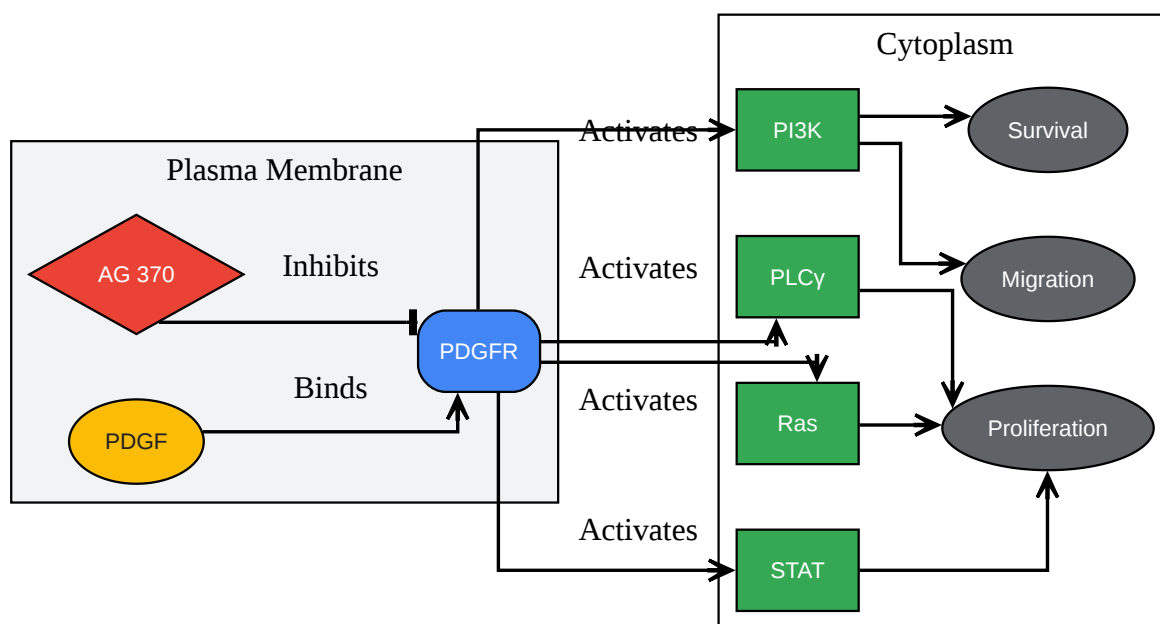 Cytoplasm
Activates
PI3K
Survival
Plasma Membrane
AG 370
Inhibits
Activates
PLCγ
Migration
PDGFR
Binds
Activates
Ras
Proliferation
PDGF
Activates
STAT